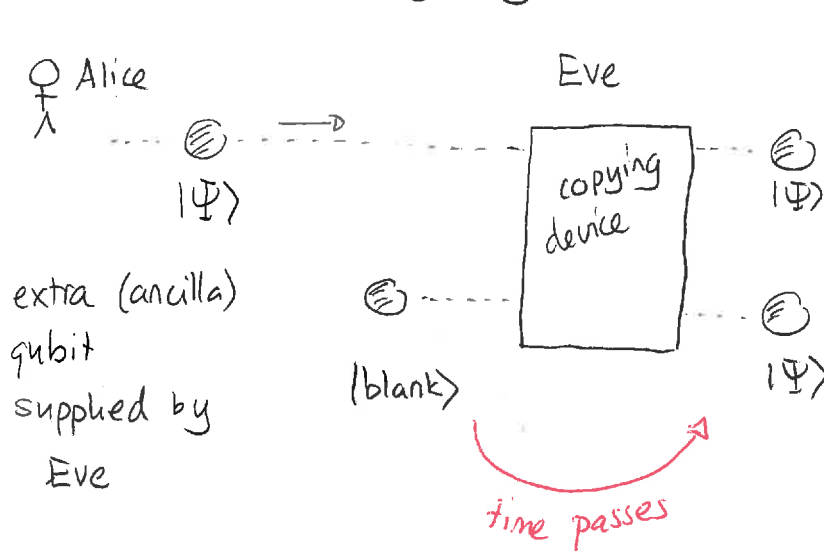 Alice
Eve
copying
device
|Ψ⟩
|Ψ⟩
extra (ancilla)
qubit
supplied by
Eve
|blank⟩
|Ψ⟩
time passes